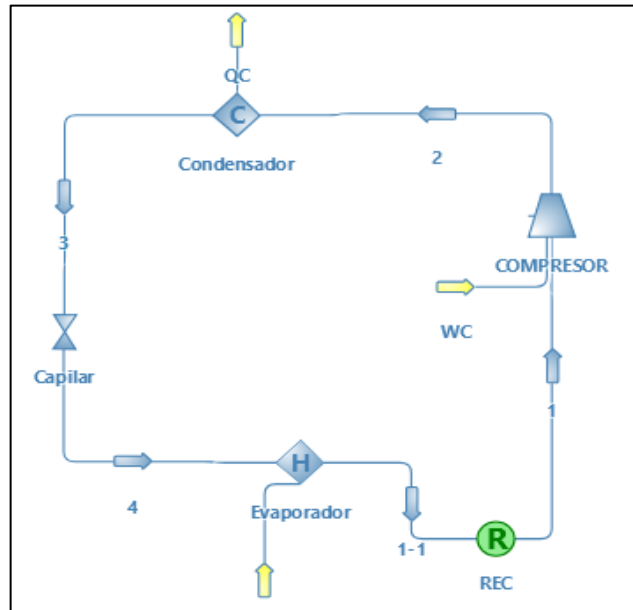 QC
C
Condensador
2
3
COMPRESOR
WC
Capilar
1
H
4
Evaporador
1-1
R
REC